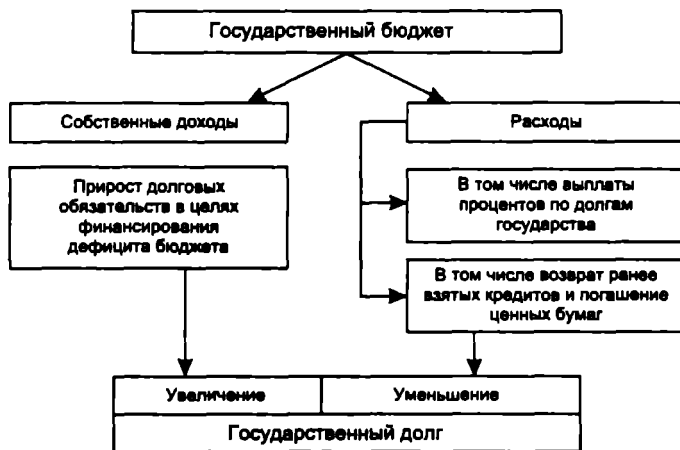 Государственный бюджет
Собственные доходы
Расходы
Прирост долговых
обязательств в целях
финансирования
дефицита бюджета
В том числе выплаты
процентов по долгам
государства
В том числе возврат ранее
взятых кредитов и погашение
ценных бумаг
Увеличение
Уменьшение
Государственный долг